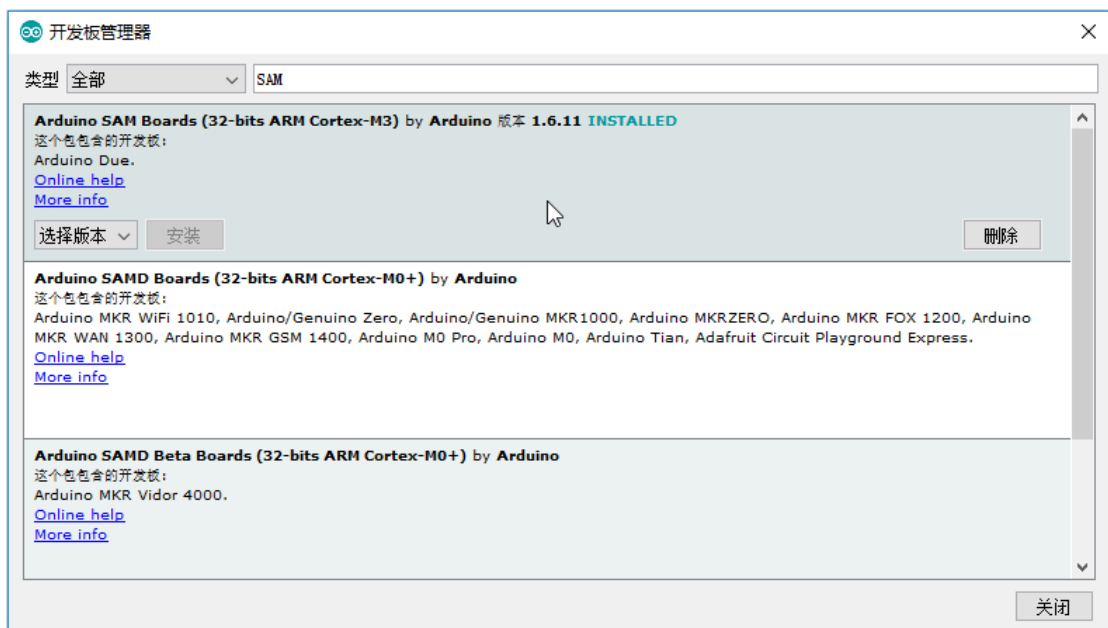 开发板管理器
类型 全部 SAM
Arduino SAM Boards (32-bits ARM Cortex-M3) by Arduino 版本 1.6.11 INSTALLED
这个包包含的开发板:
Arduino Due.
Online help
More info
选择版本 安装 删除
Arduino SAMD Boards (32-bits ARM Cortex-M0+) by Arduino
这个包包含的开发板:
Arduino MKR WiFi 1010, Arduino/Genuino Zero, Arduino/Genuino MKR1000, Arduino MKRZERO, Arduino MKR FOX 1200, Arduino
MKR WAN 1300, Arduino MKR GSM 1400, Arduino M0 Pro, Arduino M0, Arduino Tian, Adafruit Circuit Playground Express.
Online help
More info
Arduino SAMD Beta Boards (32-bits ARM Cortex-M0+) by Arduino
这个包包含的开发板:
Arduino MKR Vidor 4000.
Online help
More info
关闭